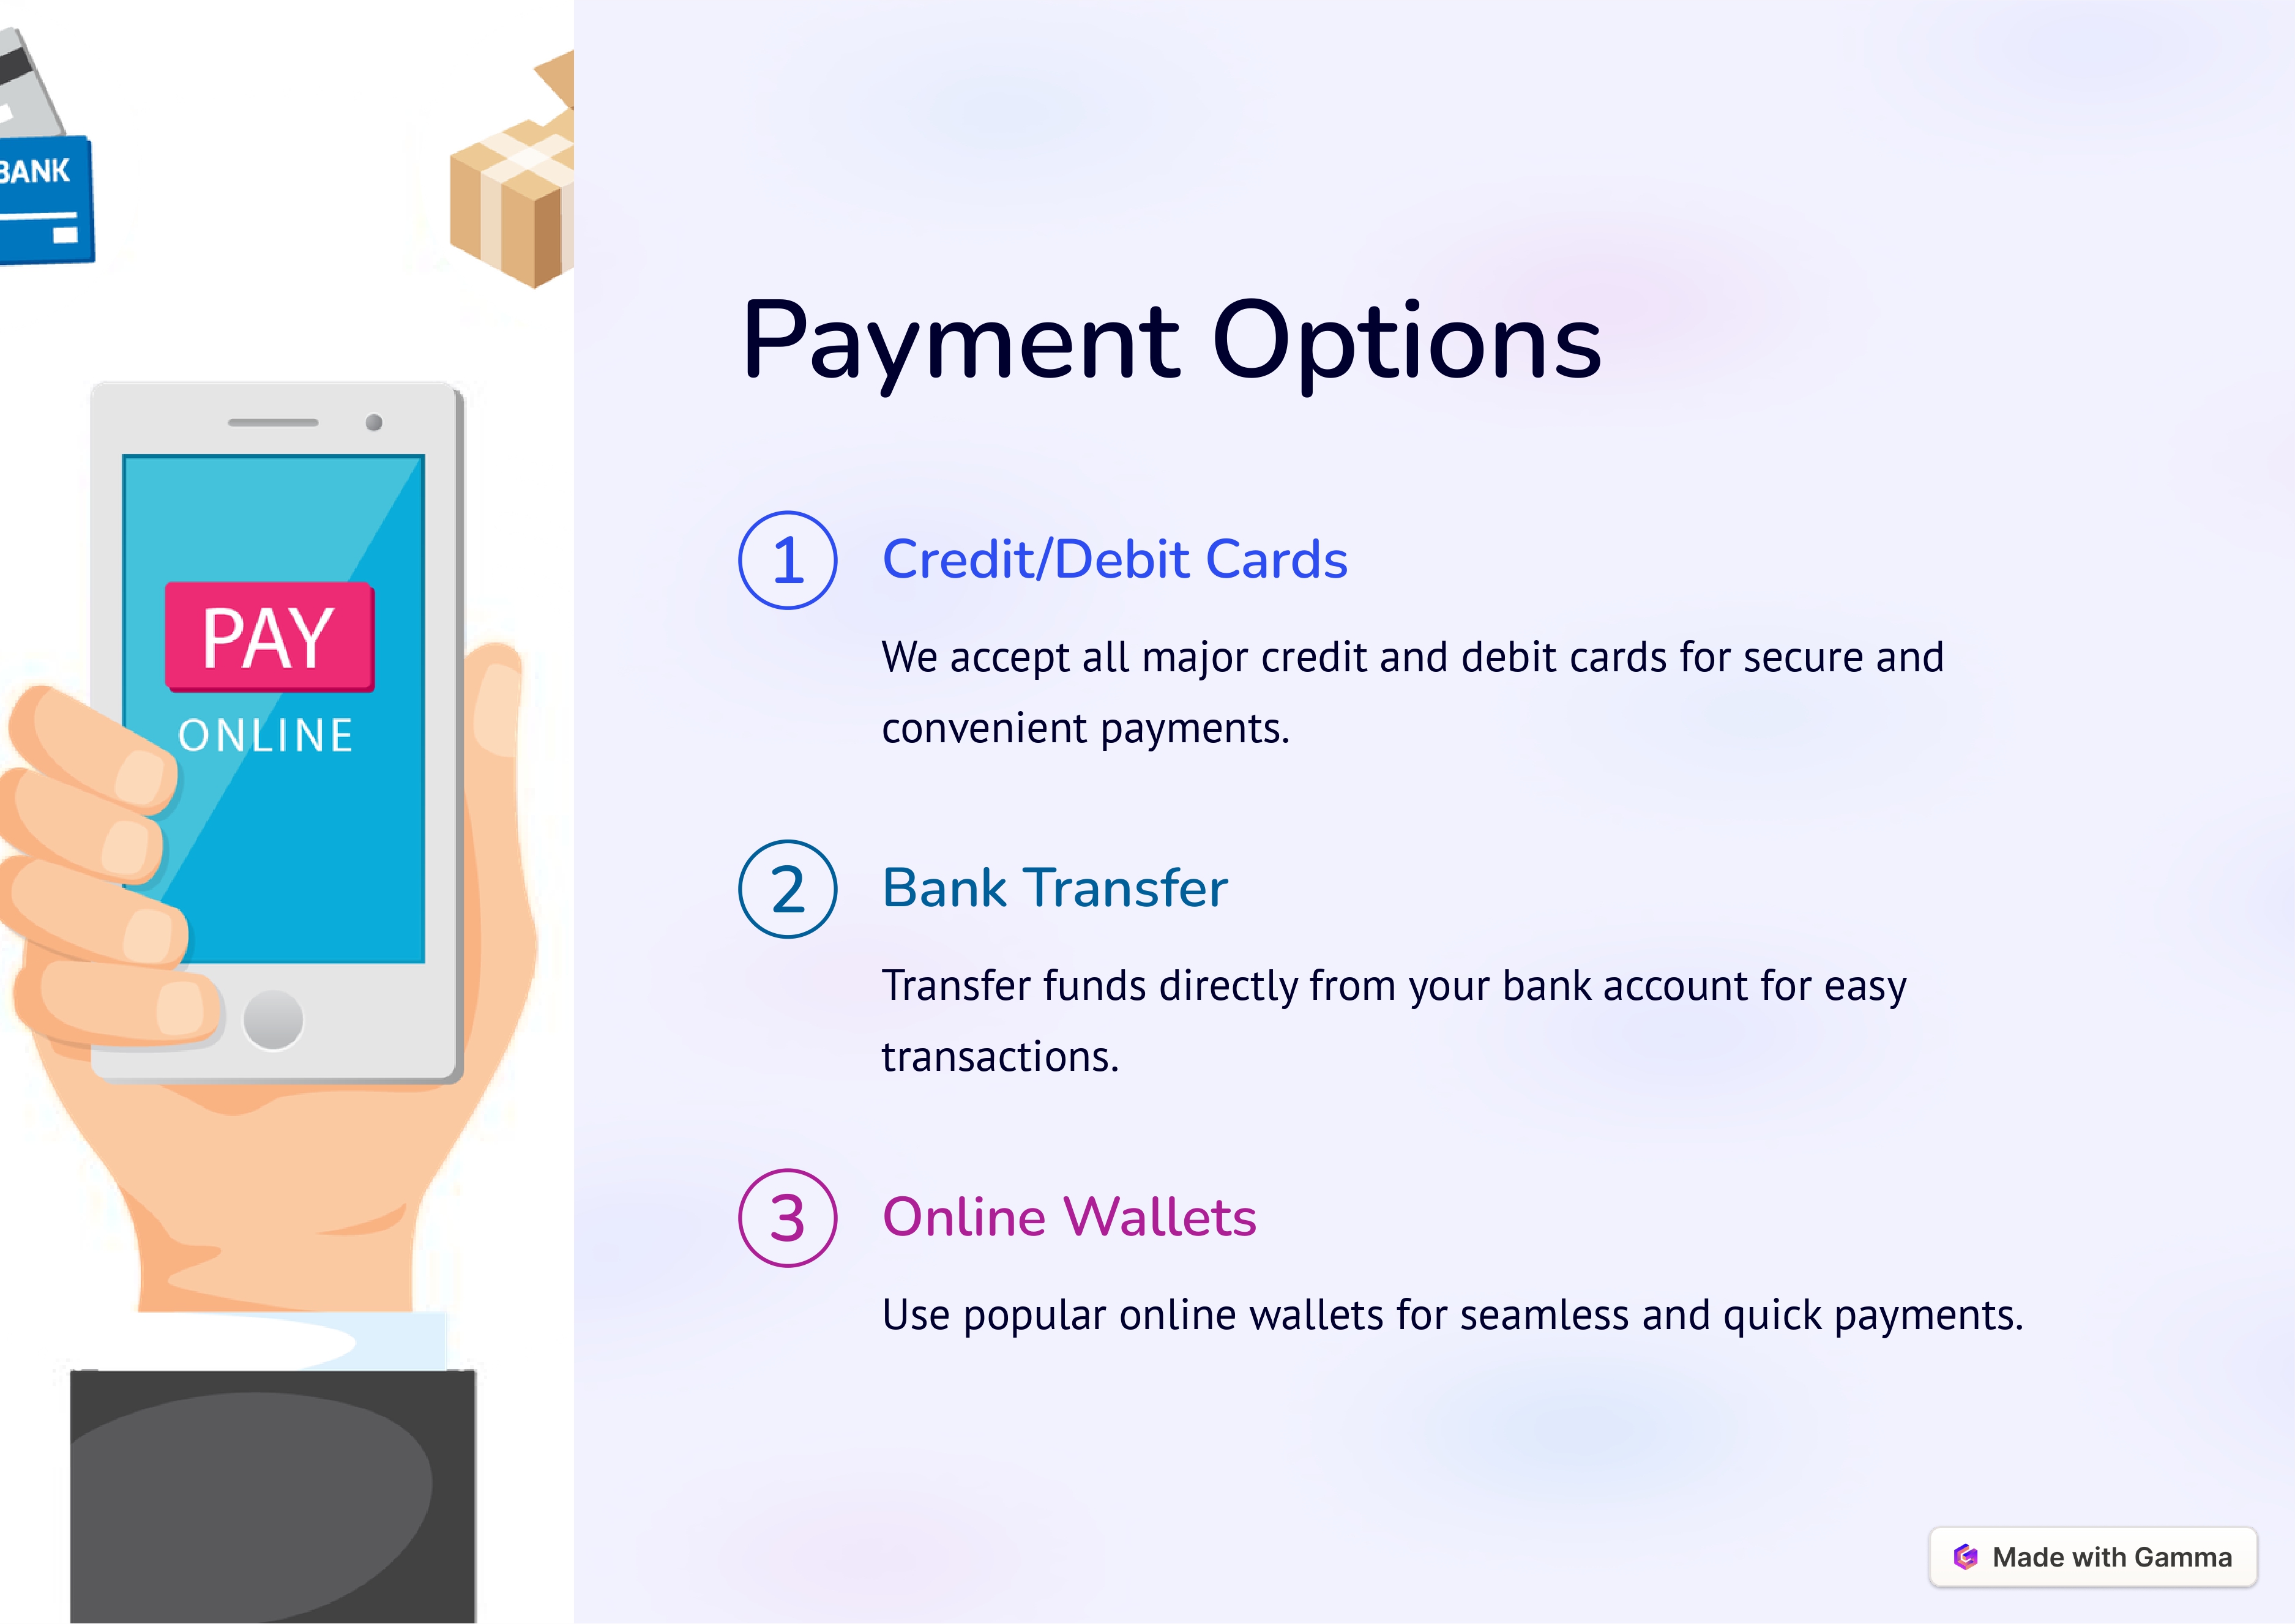 BANK
PAY
ONLINE
Payment Options
1
Credit/Debit Cards
We accept all major credit and debit cards for secure and
convenient payments.
2
Bank Transfer
Transfer funds directly from your bank account for easy
transactions.
3
Online Wallets
Use popular online wallets for seamless and quick payments.
Made with Gamma